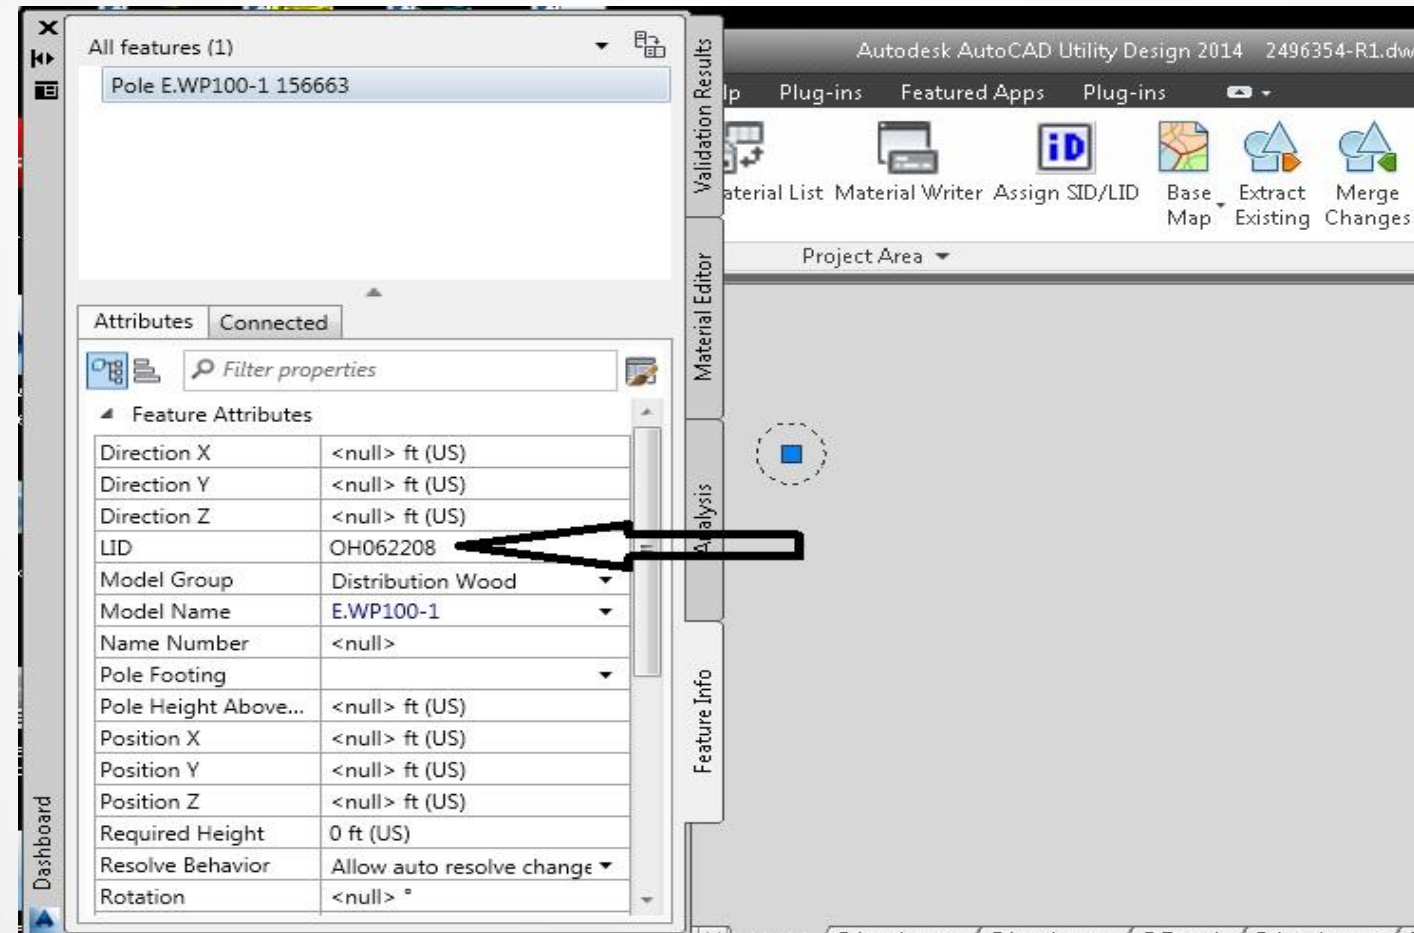 All features (1)
Pole E.WP100-1 156663
Attributes
Connected
Filter properties
Feature Attributes
Direction X <null> ft (US)
Direction Y <null> ft (US)
Direction Z <null> ft (US)
LID OH062208
Model Group Distribution Wood
Model Name E.WP100-1
Name Number <null>
Pole Footing
Pole Height Above... <null> ft (US)
Position X <null> ft (US)
Position Y <null> ft (US)
Position Z <null> ft (US)
Required Height 0 ft (US)
Resolve Behavior Allow auto resolve change
Rotation <null> °
Dashboard
Validation Results
Material Editor
Analysis
Feature Info
Autodesk AutoCAD Utility Design 2014 2496354-R1.dw
lp Plug-ins Featured Apps Plug-ins
iD
aterial List Material Writer Assign SID/LID Base Map Extract Existing Merge Changes
Project Area